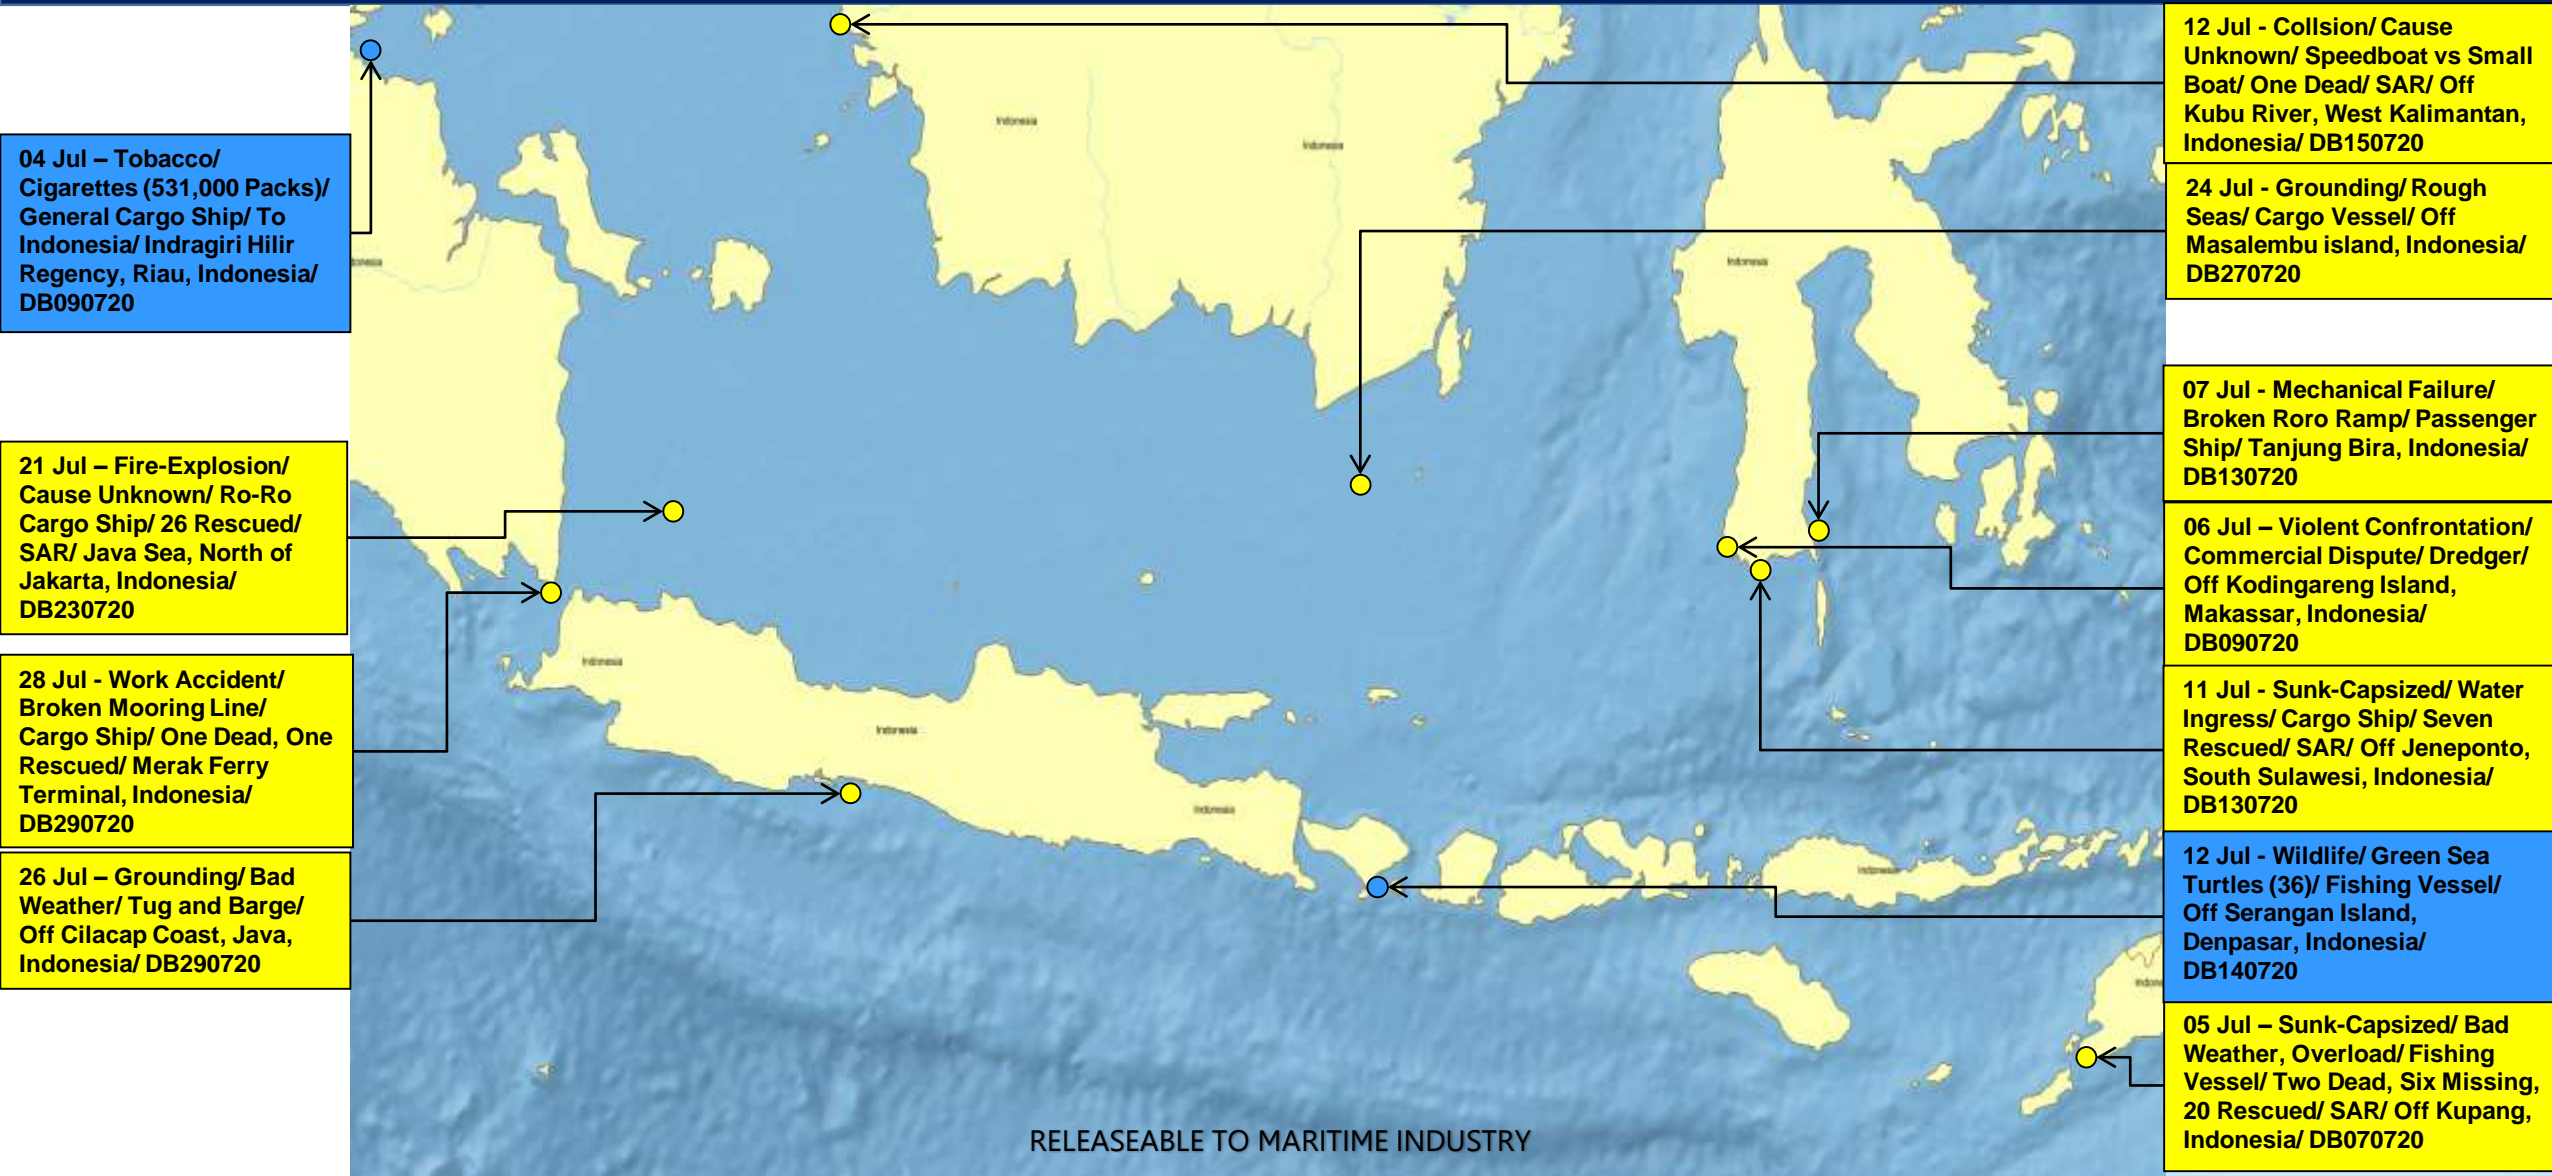 04 Jul – Tobacco/
Cigarettes (531,000 Packs)/
General Cargo Ship/ To
Indonesia/ Indragiri Hilir
Regency, Riau, Indonesia/
DB090720
21 Jul – Fire-Explosion/
Cause Unknown/ Ro-Ro
Cargo Ship/ 26 Rescued/
SAR/ Java Sea, North of
Jakarta, Indonesia/
DB230720
28 Jul - Work Accident/
Broken Mooring Line/
Cargo Ship/ One Dead, One
Rescued/ Merak Ferry
Terminal, Indonesia/
DB290720
26 Jul – Grounding/ Bad
Weather/ Tug and Barge/
Off Cilacap Coast, Java,
Indonesia/ DB290720
Indonesia
Indonesia
Indonesia
Indonesia
Indonesia
Indonesia
Indonesia
RELEASEABLE TO MARITIME INDUSTRY
12 Jul - Collsion/ Cause
Unknown/ Speedboat vs Small
Boat/ One Dead/ SAR/ Off
Kubu River, West Kalimantan,
Indonesia/ DB150720
24 Jul - Grounding/ Rough
Seas/ Cargo Vessel/ Off
Masalembu island, Indonesia/
DB270720
07 Jul - Mechanical Failure/
Broken Roro Ramp/ Passenger
Ship/ Tanjung Bira, Indonesia/
DB130720
06 Jul – Violent Confrontation/
Commercial Dispute/ Dredger/
Off Kodingareng Island,
Makassar, Indonesia/
DB090720
11 Jul - Sunk-Capsized/ Water
Ingress/ Cargo Ship/ Seven
Rescued/ SAR/ Off Jeneponto,
South Sulawesi, Indonesia/
DB130720
12 Jul - Wildlife/ Green Sea
Turtles (36)/ Fishing Vessel/
Off Serangan Island,
Denpasar, Indonesia/
DB140720
05 Jul – Sunk-Capsized/ Bad
Weather, Overload/ Fishing
Vessel/ Two Dead, Six Missing,
20 Rescued/ SAR/ Off Kupang,
Indonesia/ DB070720